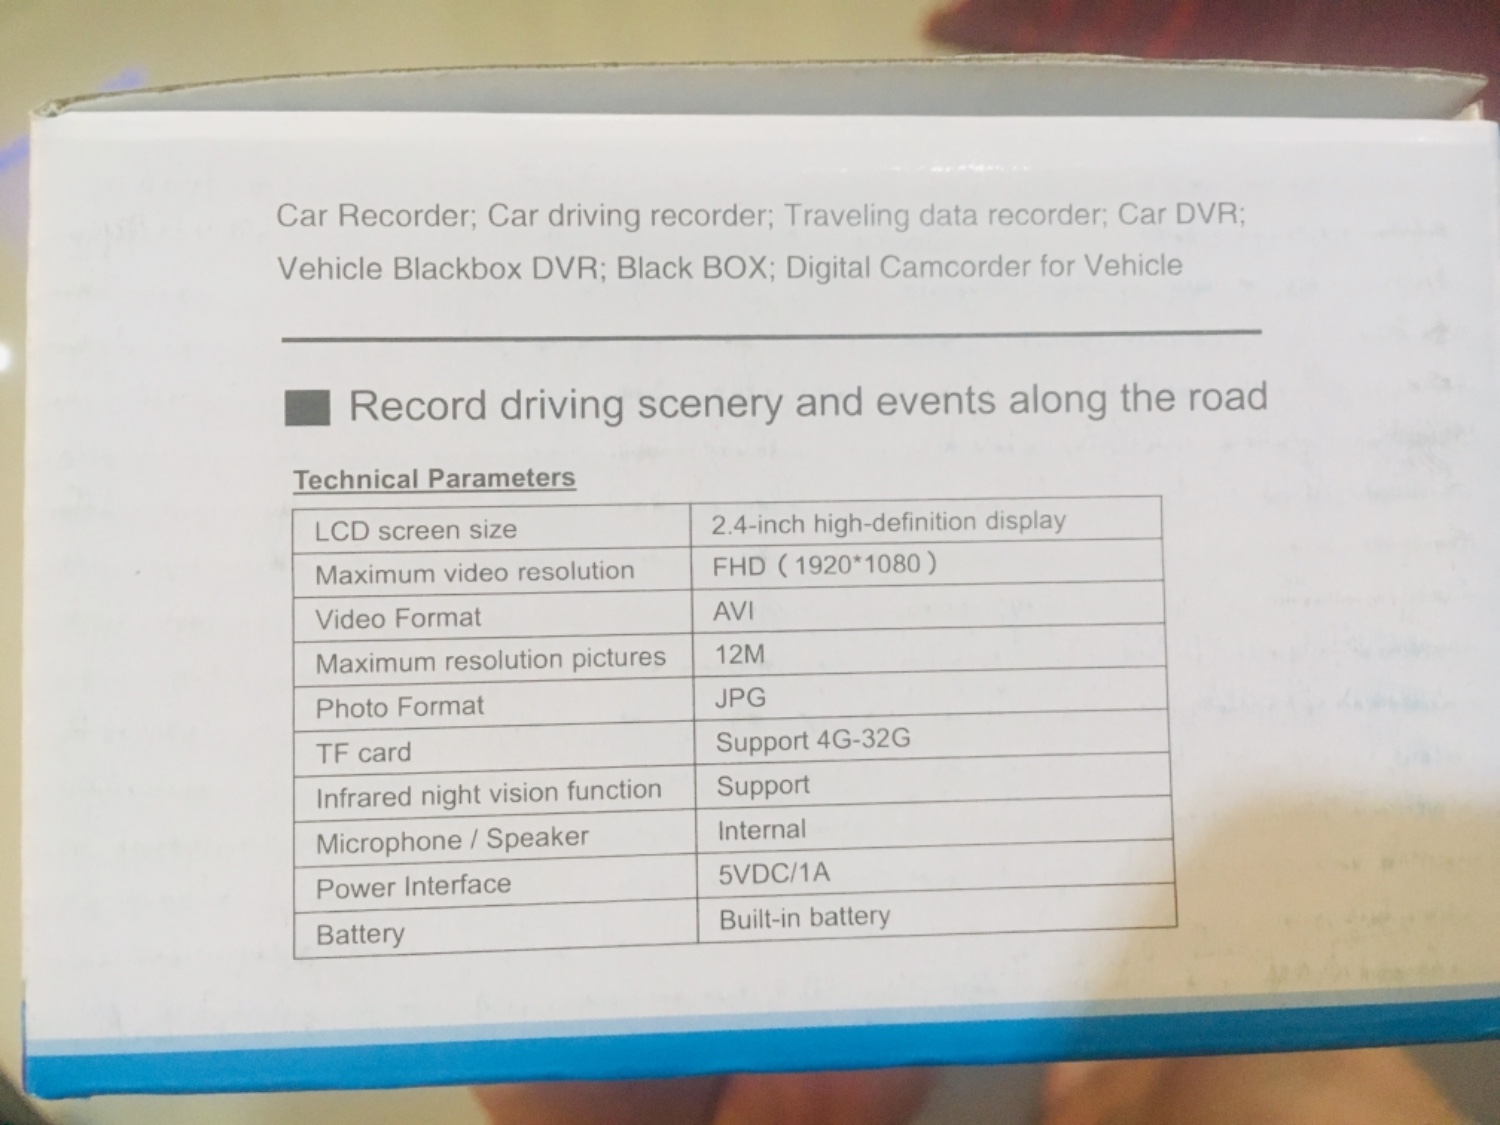 Car Recorder; Car driving recorder; Traveling data recorder; Car DVR;
Vehicle Blackbox DVR; Black BOX; Digital Camcorder for Vehicle
Record driving scenery and events along the road
Technical Parameters
LCD screen size 2.4-inch high-definition display
Maximum video resolution FHD ( 1920*1080 )
Video Format AVI
Maximum resolution pictures 12M
Photo Format JPG
TF card Support 4G-32G
Infrared night vision function Support
Microphone / Speaker Internal
Power Interface 5VDC/1A
Battery Built-in battery